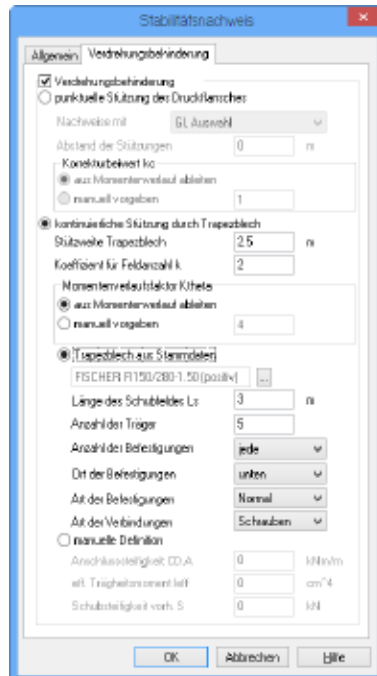 Stabilitätsnachweis
Allgemein Verdrehungsbehinderung
Verdrehungsbehinderung
punktuelle Stützung des Druckflansches
Nachweise mit GL Auswahl
Abstand der Stützungen 0 m
Korrekturbeiwert kc
aus Momentenverlauf ableiten
manuell vorgeben 1
kontinuierliche Stützung durch Trapezblech
Stützweite Trapezblech 2.5 m
Koeffizient für Feldanzahl k 2
Momentenverlaufsfaktor Ktheta
aus Momentenverlauf ableiten
manuell vorgeben 4
Trapezblech aus Stammdaten
FISCHER FI150/280-1.50 (positiv) ...
Länge des Schubfeldes Ls 3 m
Anzahl der Träger 5
Anzahl der Befestigungen jede
Ort der Befestigungen unten
Art der Befestigungen Normal
Art der Verbindungen Schrauben
manuelle Definition
Anschlusssteifigkeit CD,A 0 kNm/m
eff. Trägheitsmoment Ieff 0 cm^4
Schubsteifigkeit vorh. S 0 kN
OK Abbrechen Hilfe